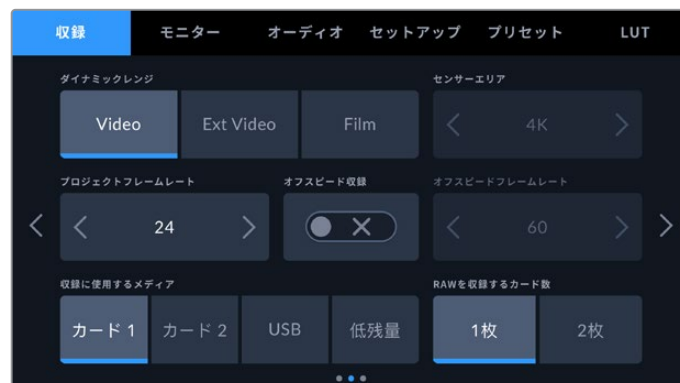 収録 モニター オーディオ セットアップ プリセット LUT
ダイナミックレンジ センサーエリア
Video Ext Video Film 4K
プロジェクトフレームレート オフスピード収録 オフスピードフレームレート
24 60
収録に使用するメディア RAWを収録するカード数
カード 1 カード 2 USB 低残量 1枚 2枚